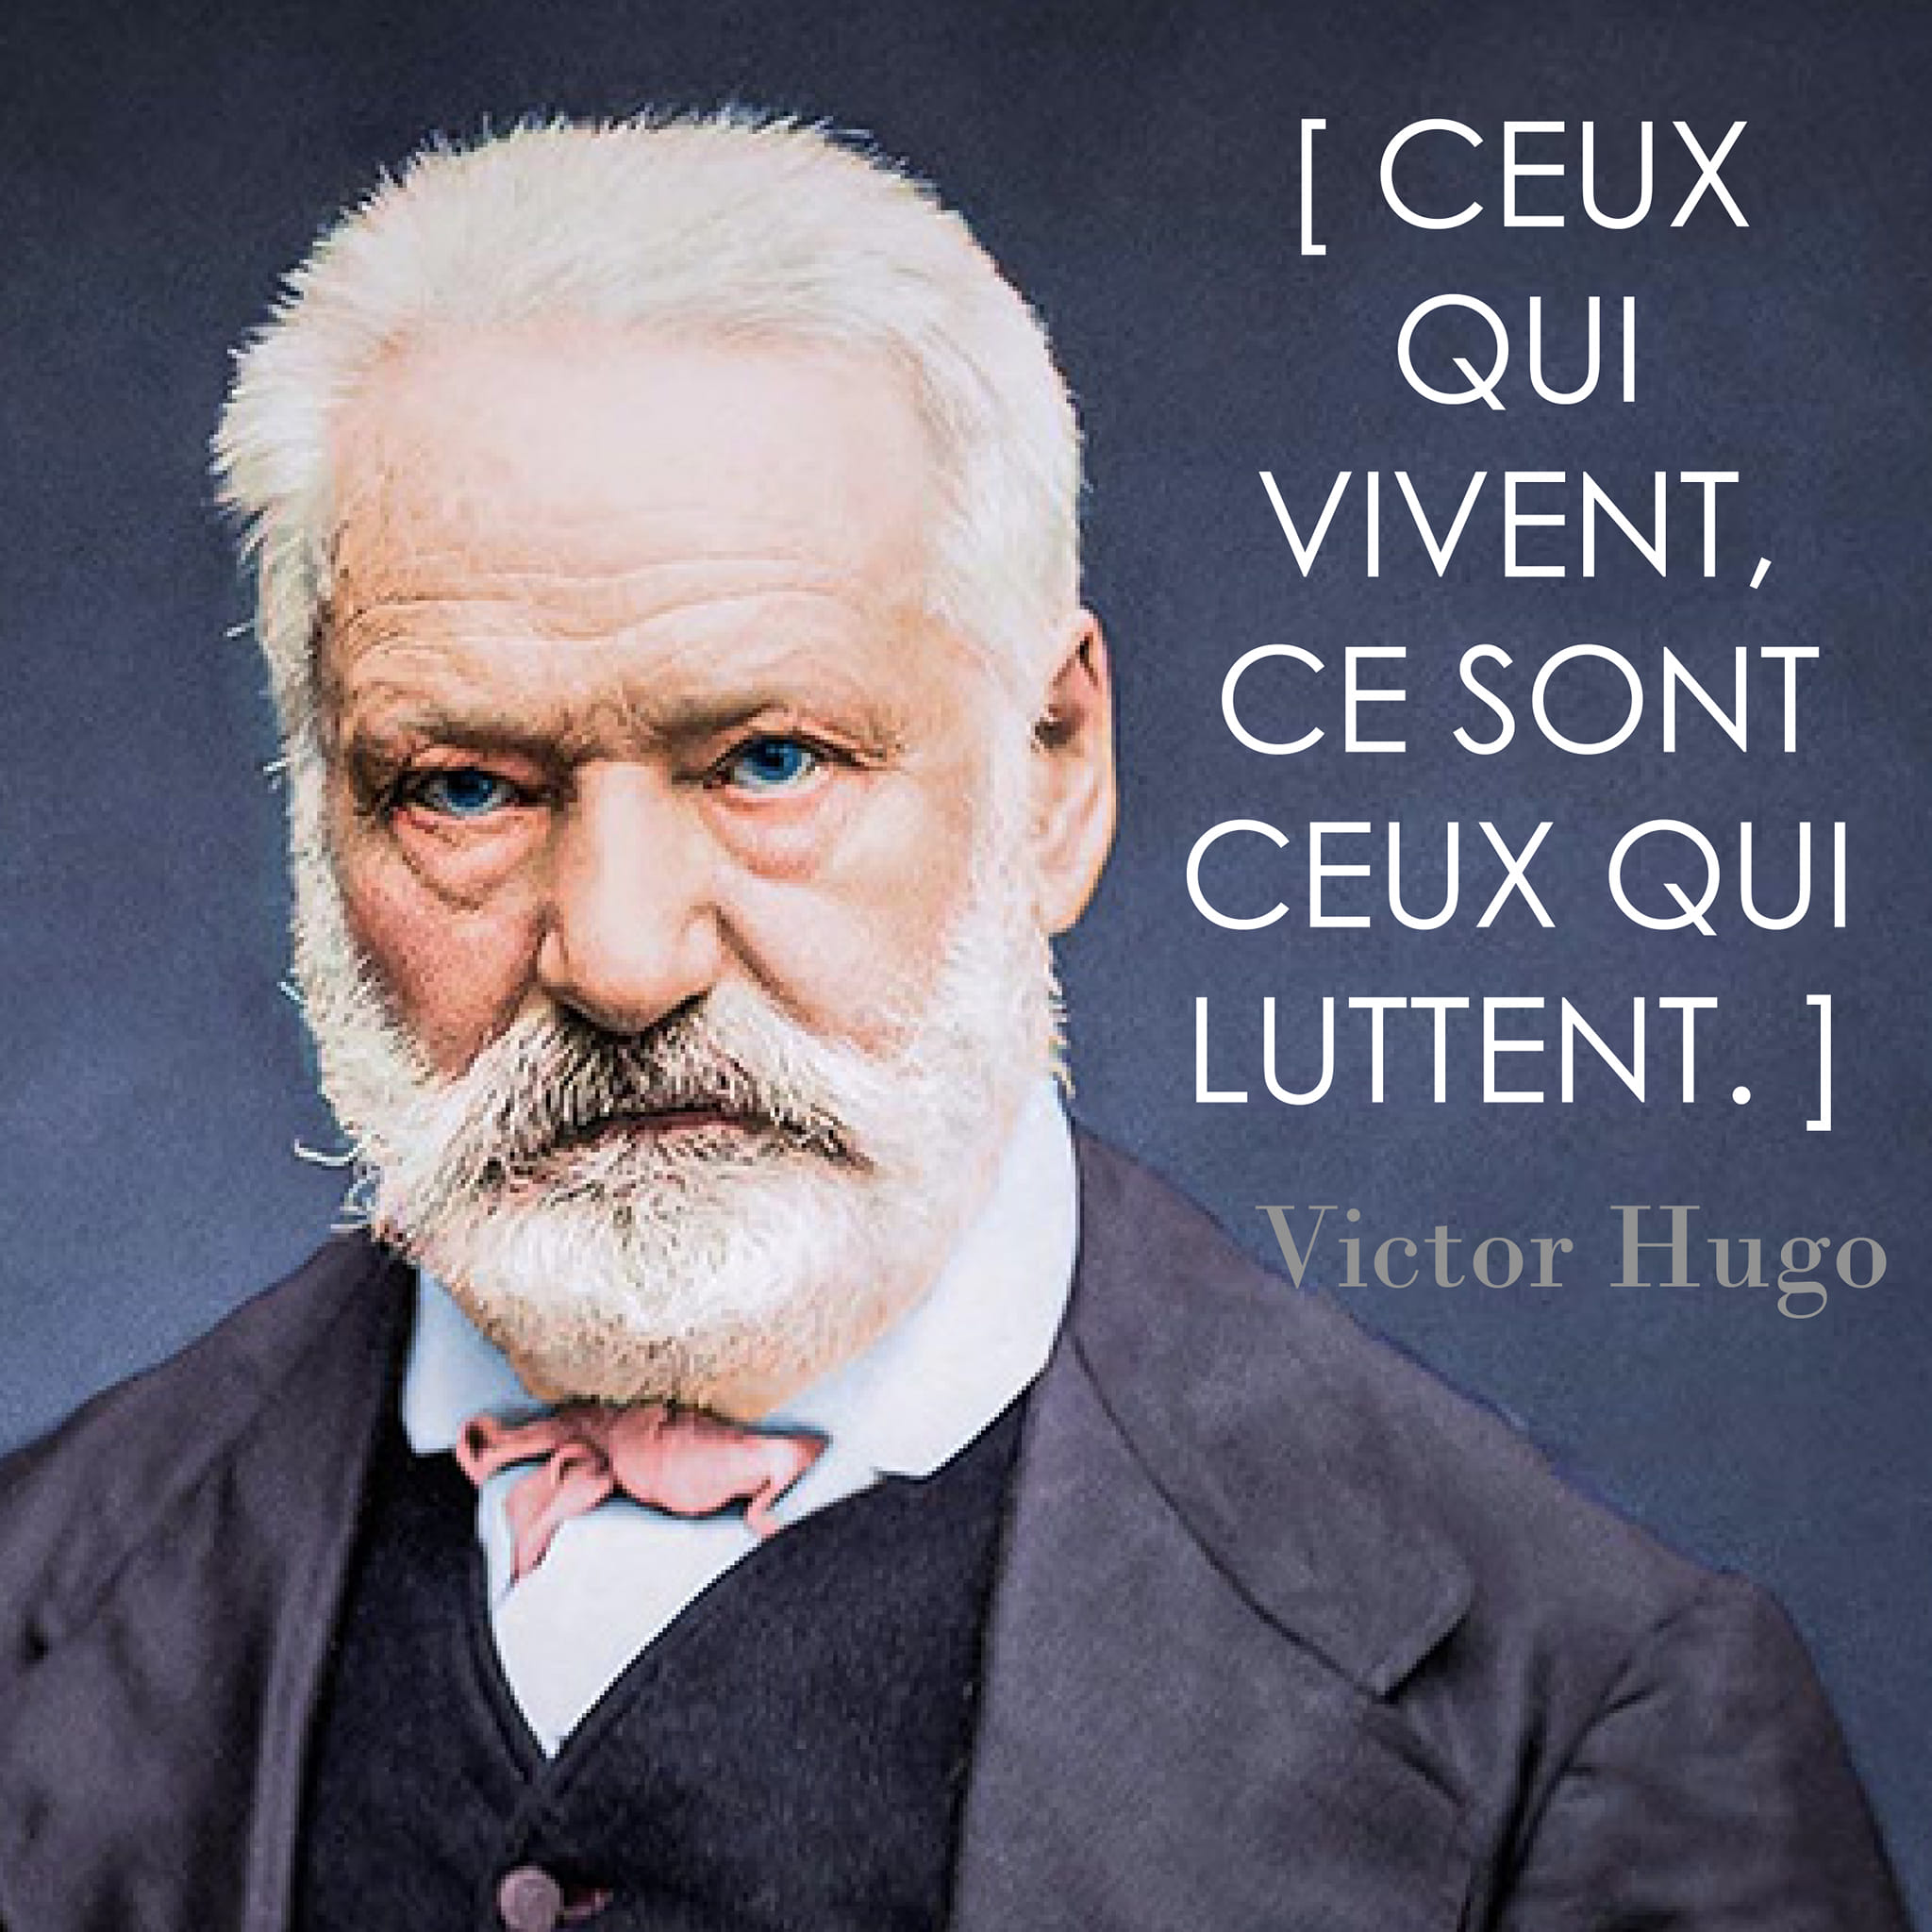 [ CEUX
QUI
VIVENT,
CE SONT
CEUX QUI
LUTTENT. ]
Victor Hugo